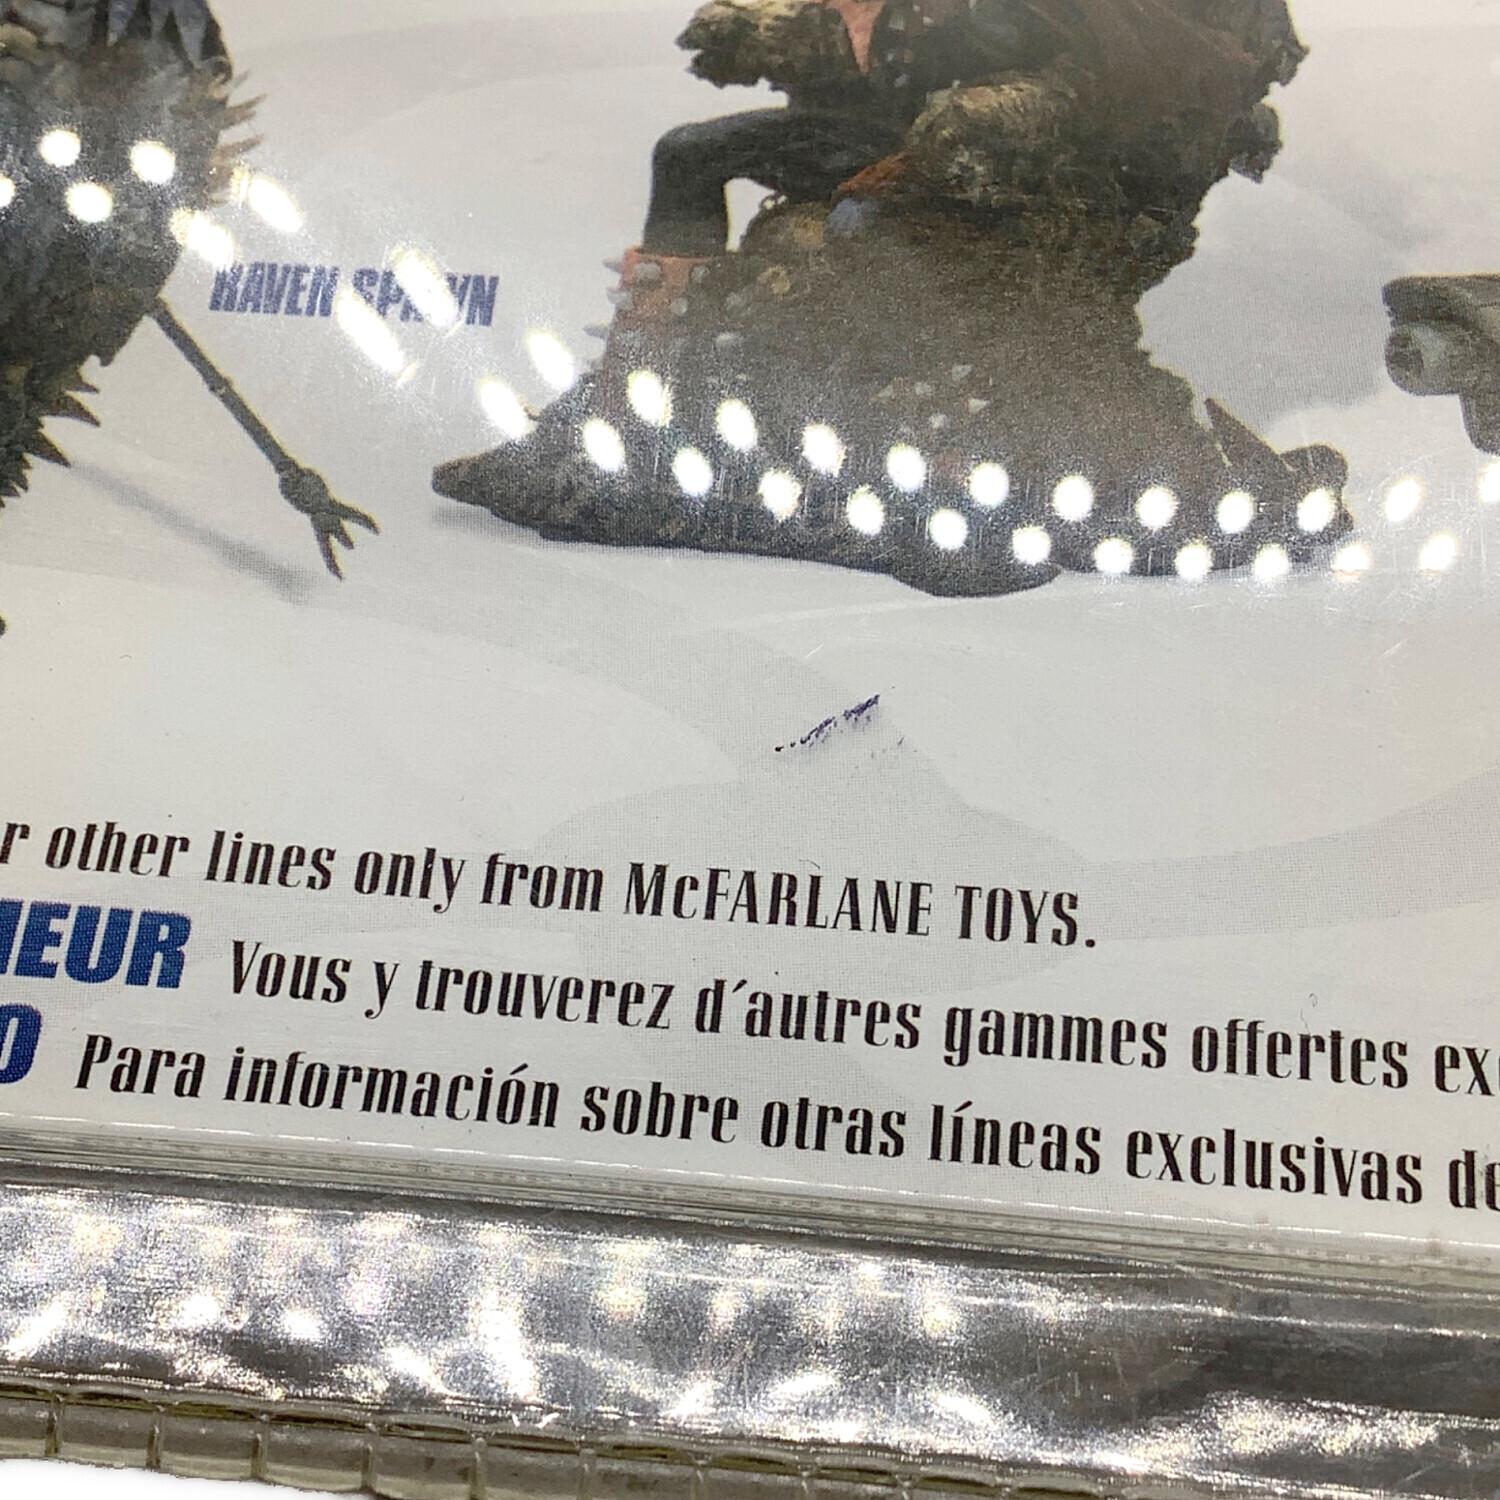 RAVEN SPAWN
r other lines only from McFARLANE TOYS.
HEUR Vous y trouverez d´autres gammes offertes ex
O Para información sobre otras líneas exclusivas de